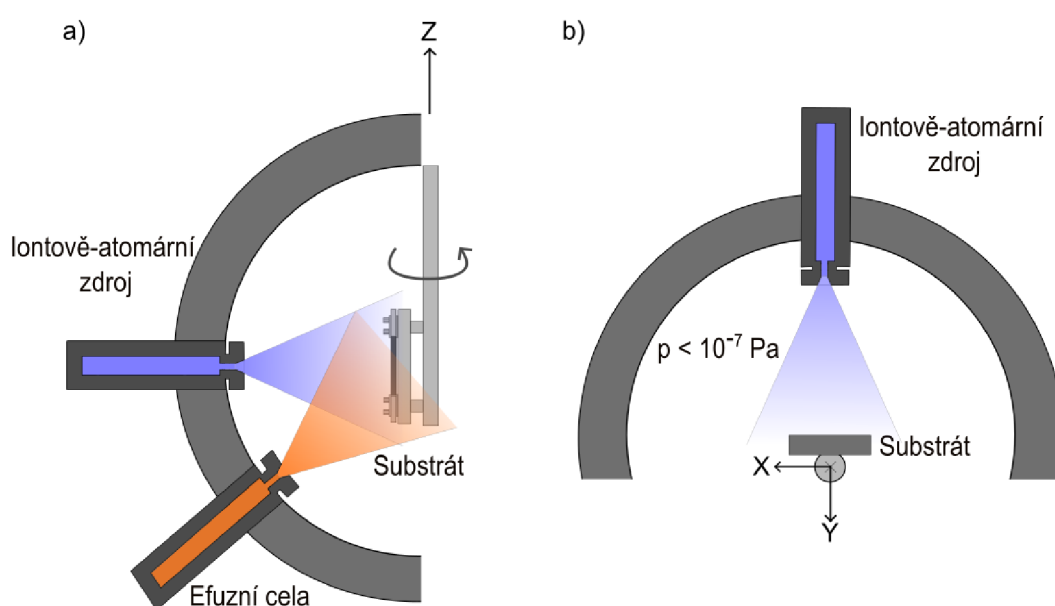 a)
Z
Iontově-atomární
zdroj
Substrát
Efuzní cela
b)
Iontově-atomární
zdroj
p < 10⁻⁷ Pa
Substrát
X
Y